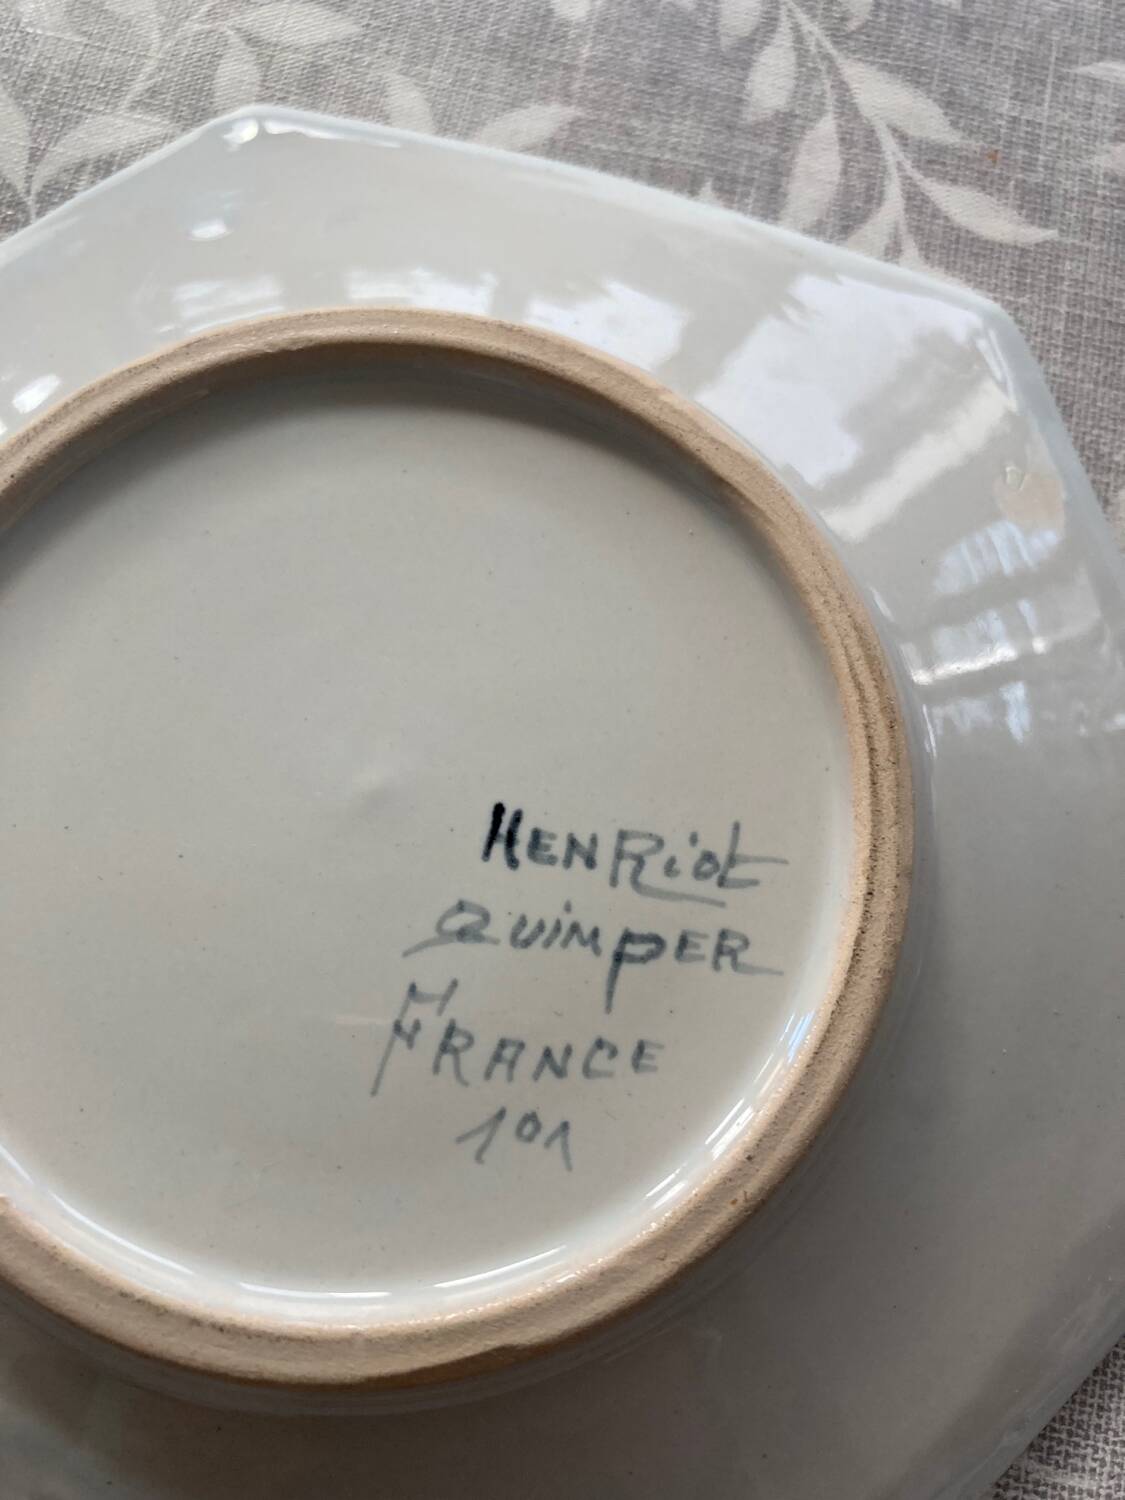 HENRiot
QUiMPER
FRANCE
101